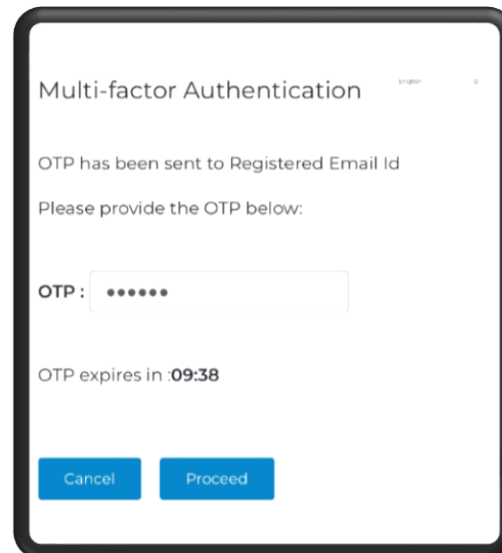 Multi-factor Authentication
English
OTP has been sent to Registered Email Id
Please provide the OTP below:
OTP : ••••••
OTP expires in :09:38
Cancel
Proceed